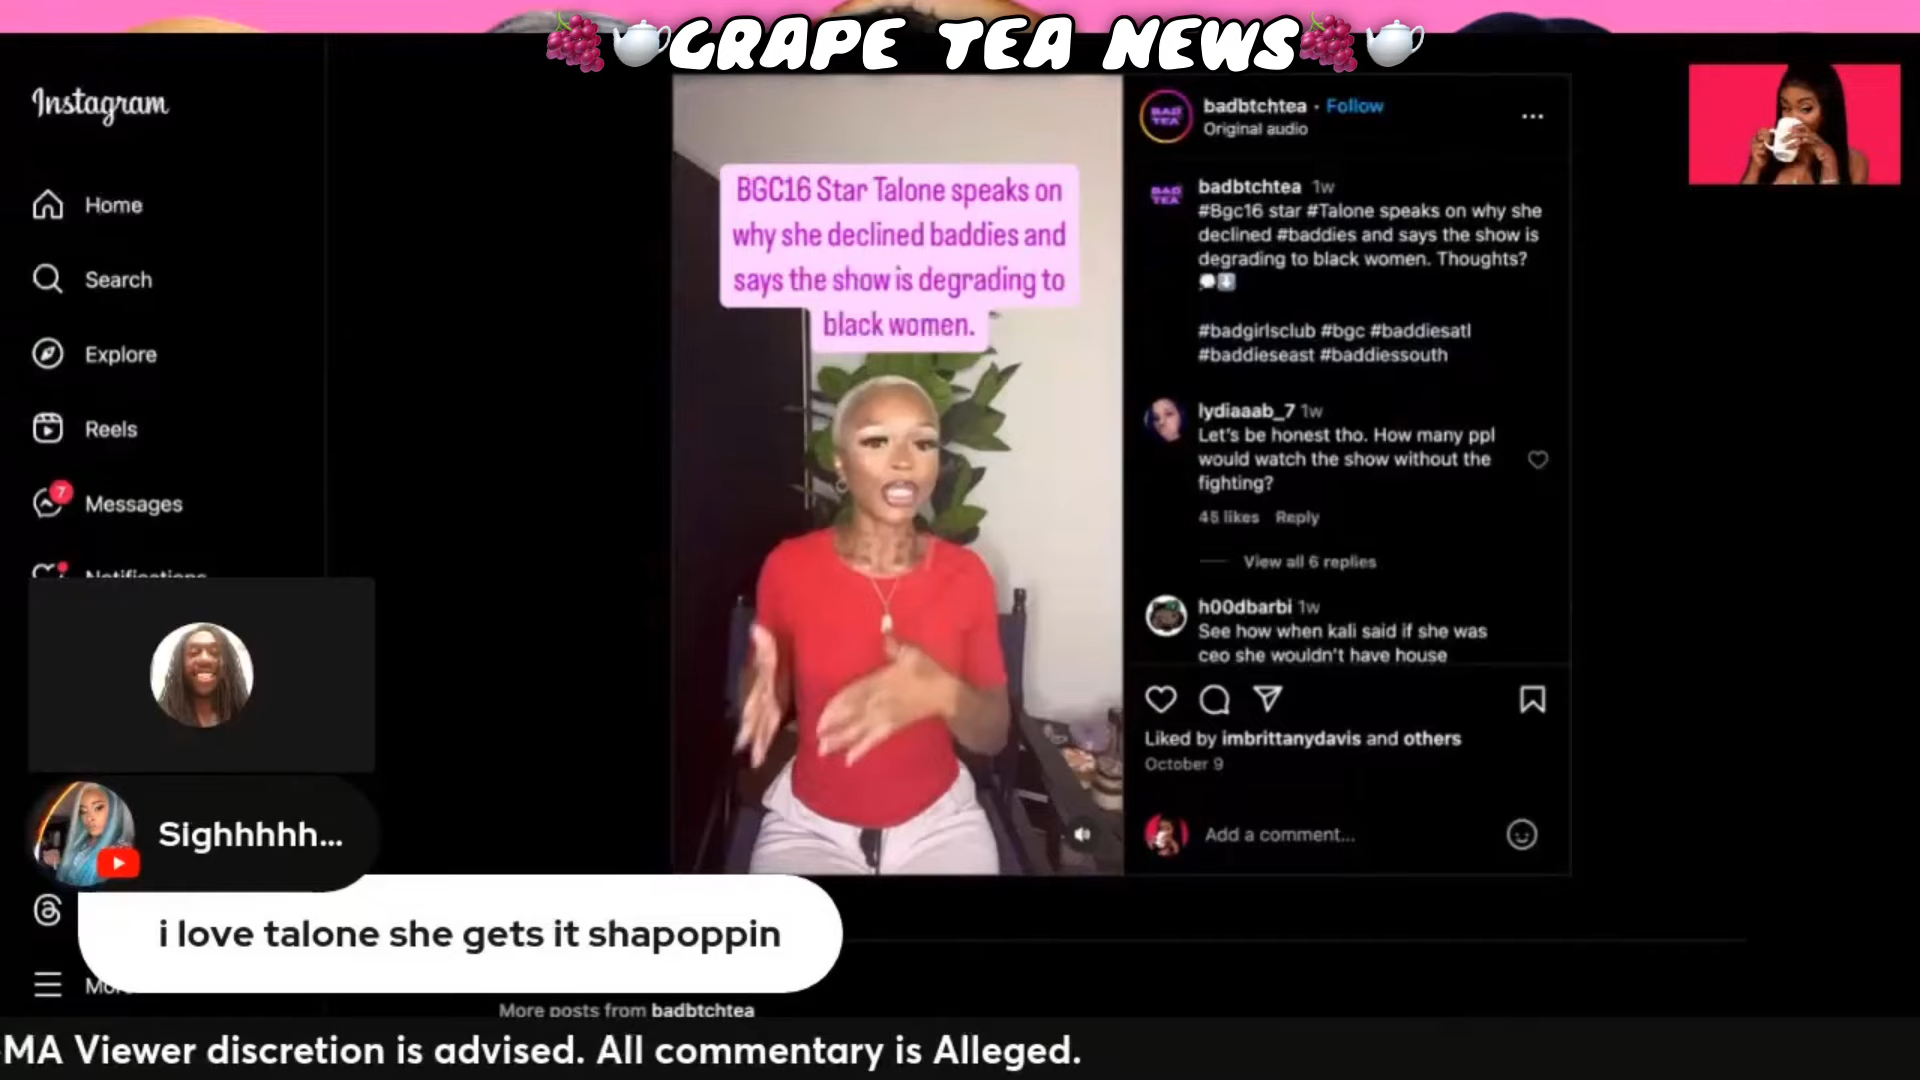 GRAPE TEA NEWS
Instagram
Home
Search
Explore
Reels
7
Messages
Notifications
BGC16 Star Talone speaks on
why she declined baddies and
says the show is degrading to
black women.
BAD
TEA
badbtchtea • Follow
Original audio
BAD
TEA
badbtchtea 1w
#Bgc16 star #Talone speaks on why she
declined #baddies and says the show is
degrading to black women. Thoughts?
#badgirlsclub #bgc #baddiesatl
#baddieseast #baddiessouth
lydiaaab_7 1w
Let's be honest tho. How many ppl
would watch the show without the
fighting?
45 likes Reply
View all 6 replies
h00dbarbi 1w
See how when kali said if she was
ceo she wouldn't have house
Liked by imbrittanydavis and others
October 9
Add a comment...
Sighhhhh...
i love talone she gets it shapoppin
More
More posts from badbtchtea
MA Viewer discretion is advised. All commentary is Alleged.